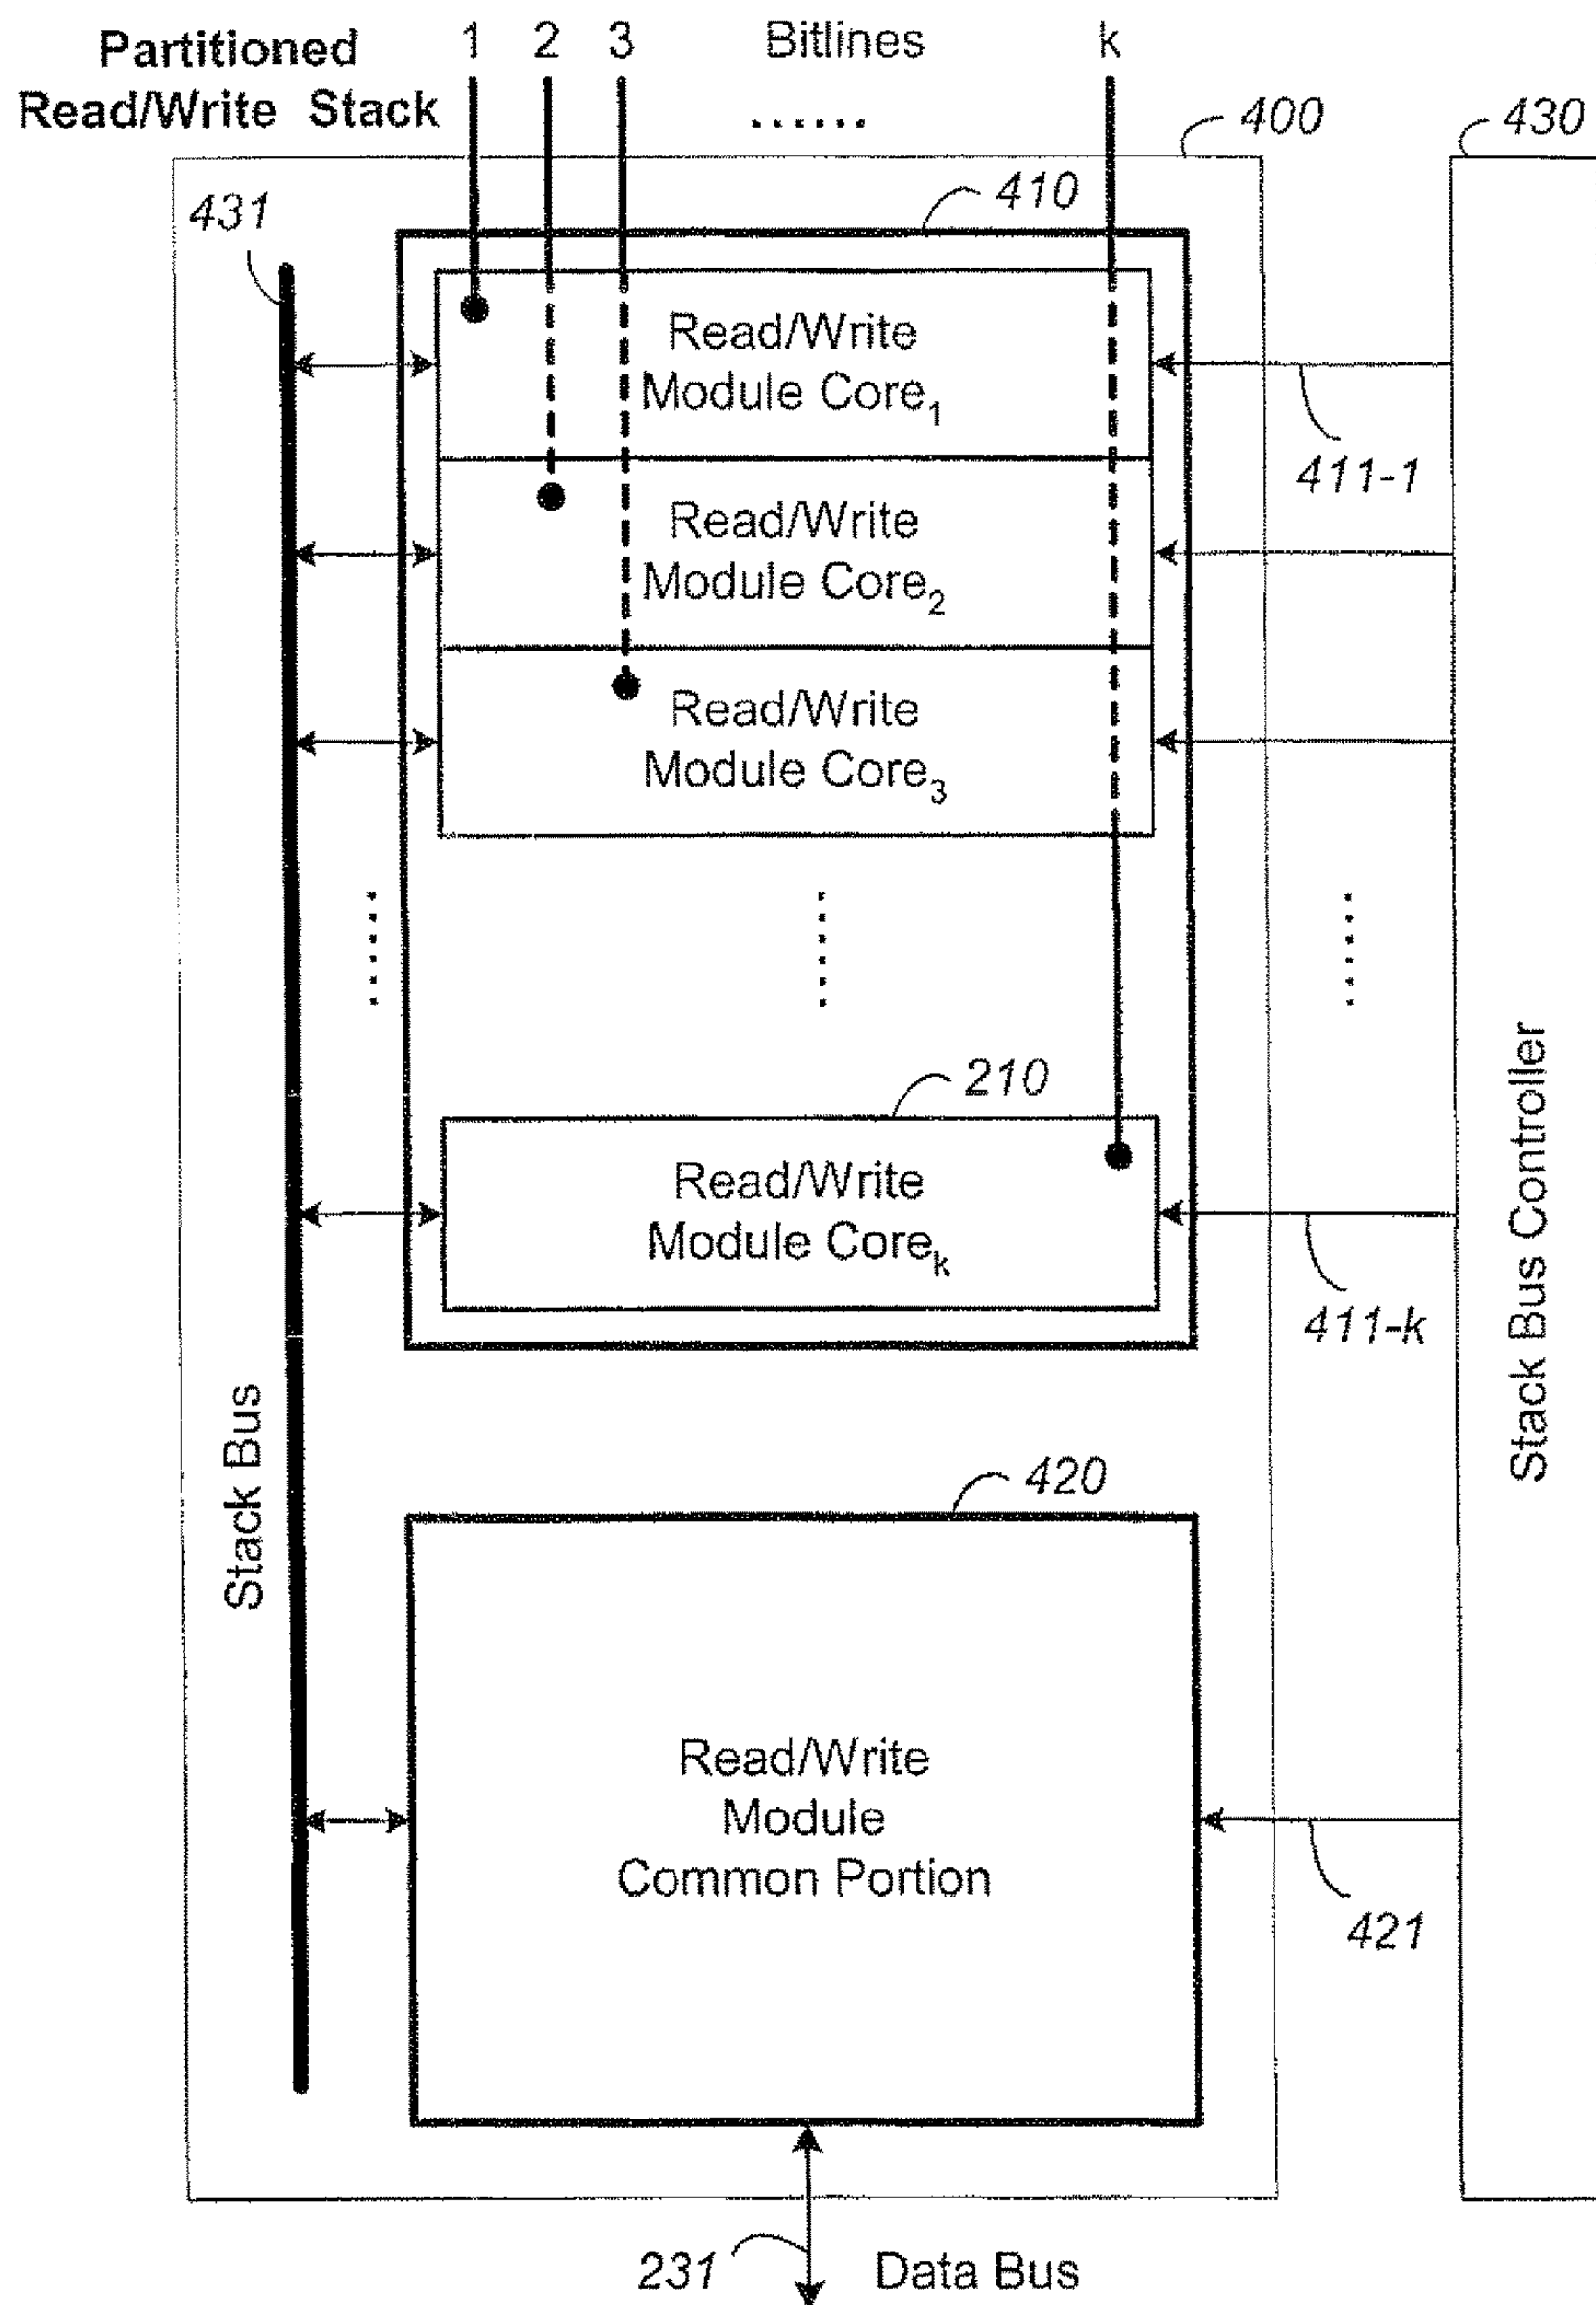 Partitioned
Read/Write Stack
1 2 3 Bitlines k
......
400
430
410
431
Read/Write
Module Core1
411-1
Read/Write
Module Core2
Read/Write
Module Core3
......
......
......
210
Read/Write
Module Corek
411-k
Stack Bus Controller
Stack Bus
420
Read/Write
Module
Common Portion
421
231 Data Bus